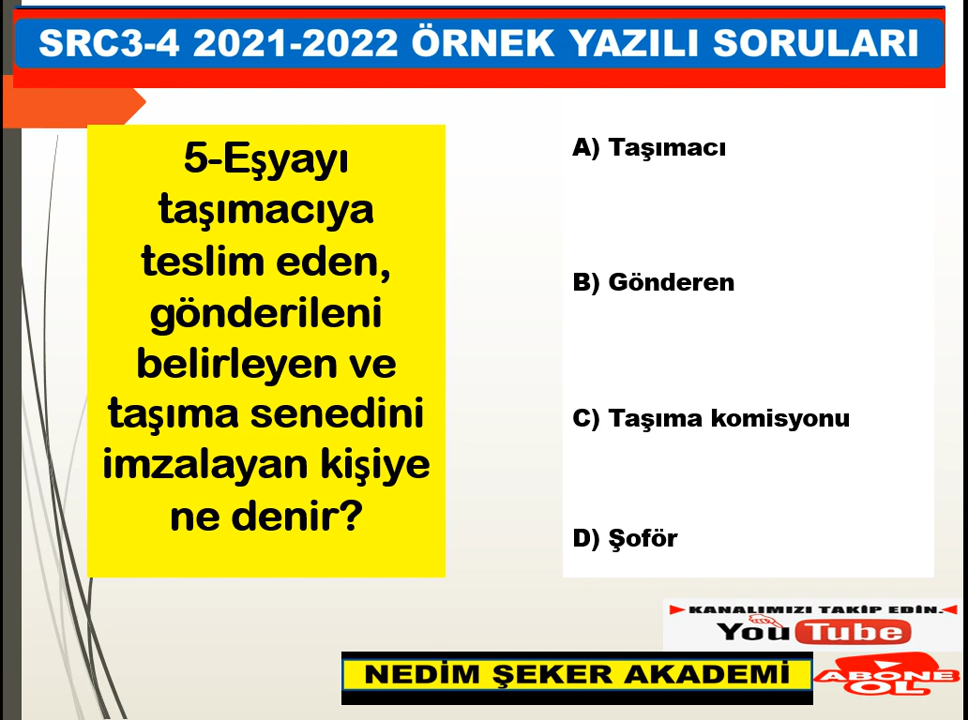 SRC3-4 2021-2022 ÖRNEK YAZILI SORULARI
5-Eşyayı
taşımacıya
teslim eden,
gönderileni
belirleyen ve
taşıma senedini
imzalayan kişiye
ne denir?
A) Taşımacı
B) Gönderen
C) Taşıma komisyonu
D) Şoför
KANALIMIZI TAKİP EDİN.
YouTube
NEDİM ŞEKER AKADEMİ
ABONE
OL